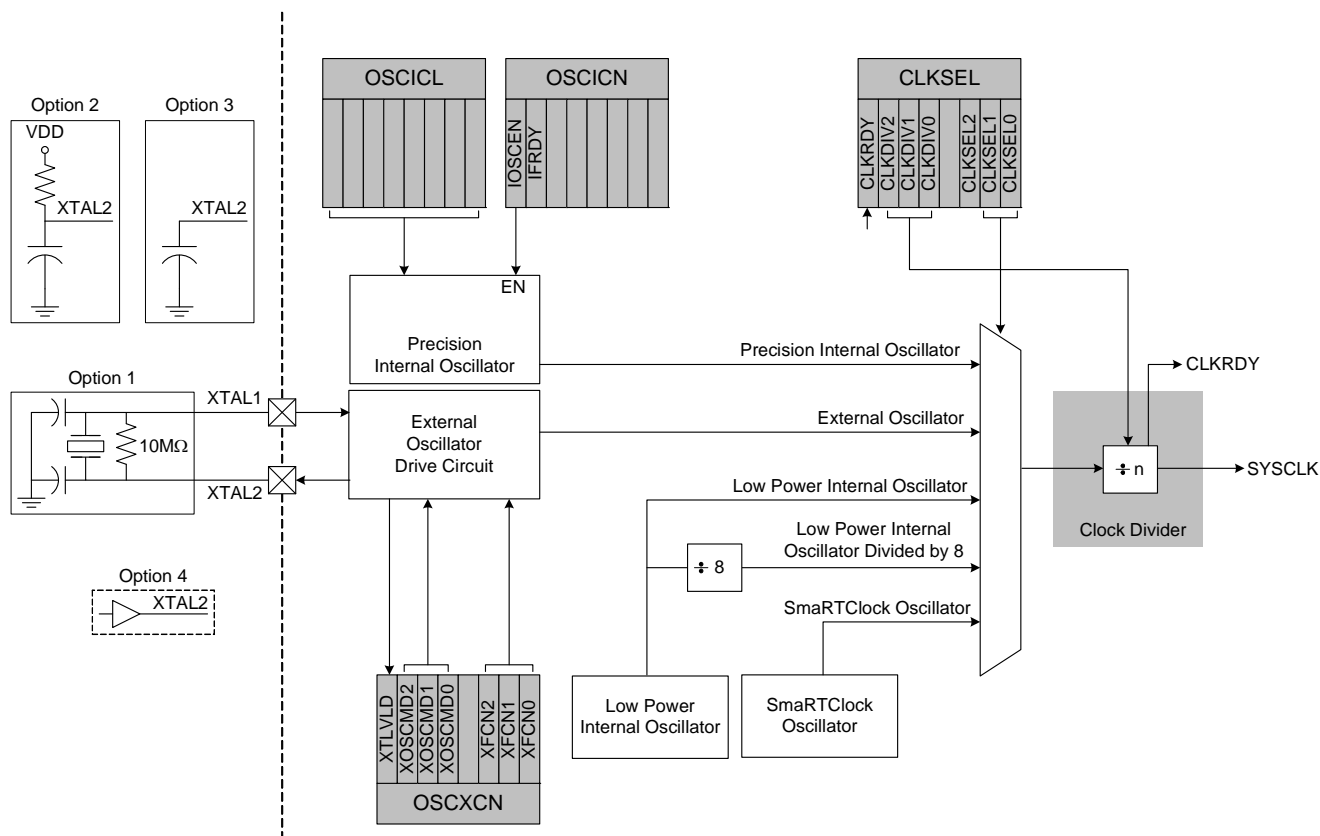 OSCICL
OSCICN
IOSCEN
IFRDY
CLKSEL
CLKRDY
CLKDIV2
CLKDIV1
CLKDIV0
CLKSEL2
CLKSEL1
CLKSEL0
Option 2
VDD
XTAL2
Option 3
XTAL2
EN
Precision
Internal Oscillator
Precision Internal Oscillator
CLKRDY
Option 1
10MΩ
XTAL1
XTAL2
External
Oscillator
Drive Circuit
External Oscillator
Low Power Internal Oscillator
Low Power Internal
Oscillator Divided by 8
÷ 8
÷ n
SYSCLK
Clock Divider
Option 4
XTAL2
SmaRTClock Oscillator
Low Power
Internal Oscillator
SmaRTClock
Oscillator
XTLVLD
XOSCMD2
XOSCMD1
XOSCMD0
XFCN2
XFCN1
XFCN0
OSCXCN